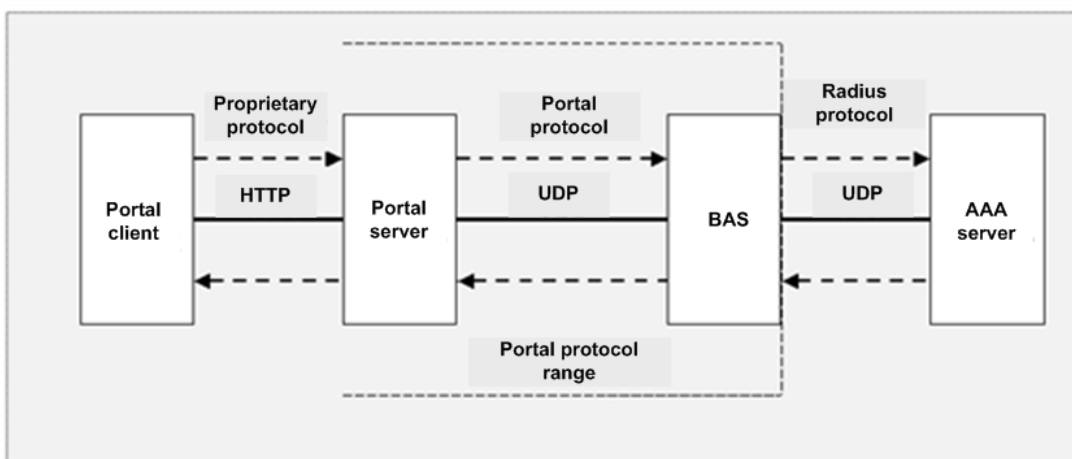 Proprietary
protocol
Portal
protocol
Radius
protocol
HTTP
UDP
UDP
Portal
client
Portal
server
BAS
AAA
server
Portal protocol
range